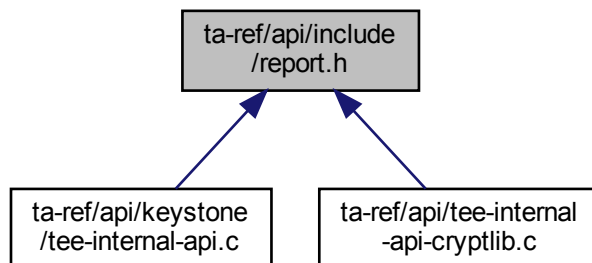 ta-ref/api/include
/report.h
ta-ref/api/keystone
/tee-internal-api.c
ta-ref/api/tee-internal
-api-cryptlib.c